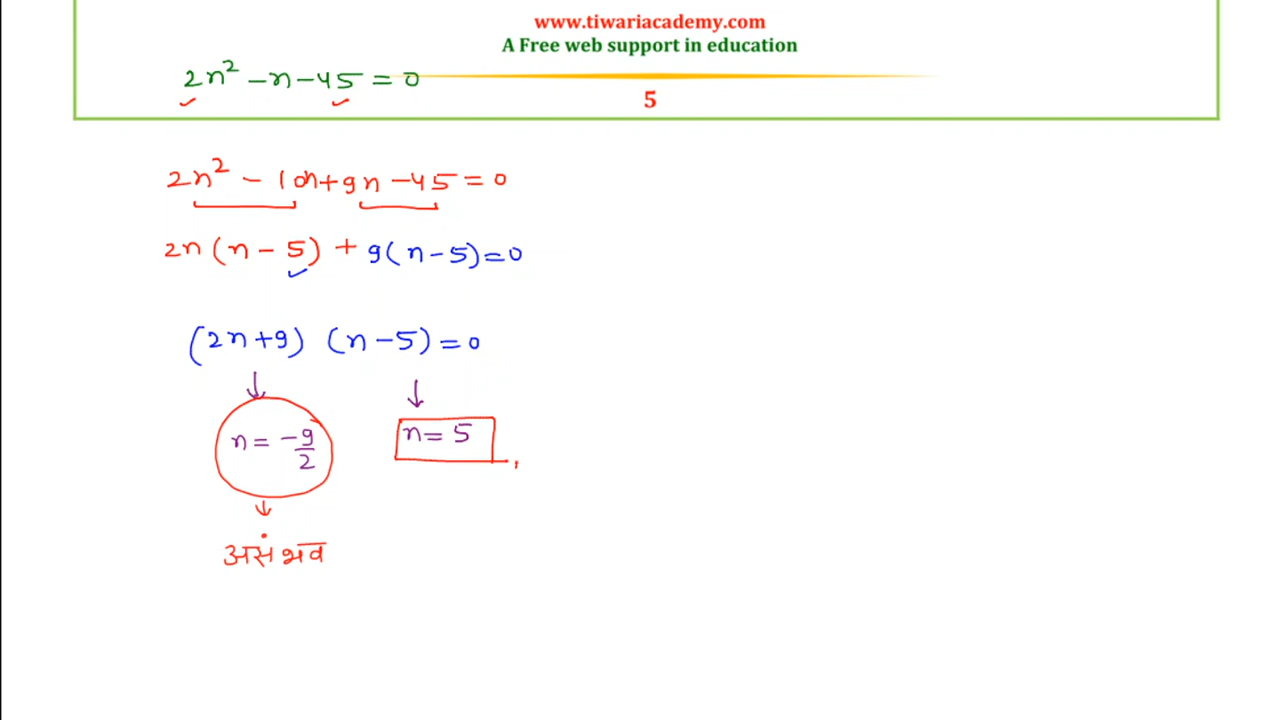 www.tiwariacademy.com
A Free web support in education
2n² - n - 45 = 0
5
2n² - 10n + 9n - 45 = 0
2n (n - 5) + 9(n - 5) = 0
(2n + 9) (n - 5) = 0
n = -9/2 n = 5
असंभव